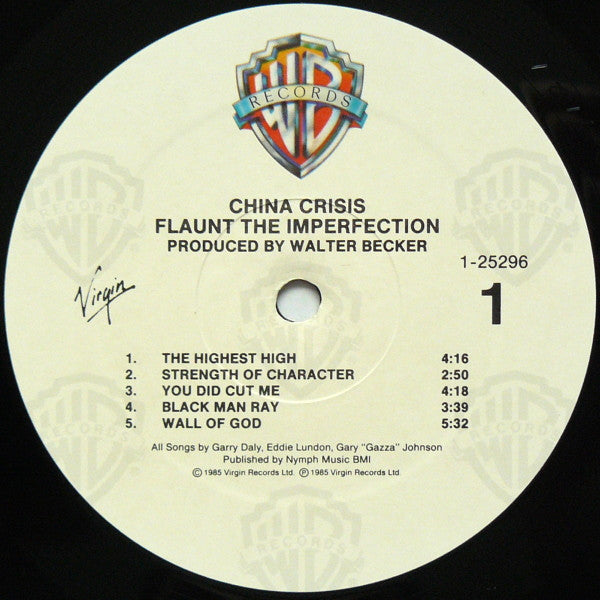 WB
RECORDS
CHINA CRISIS
FLAUNT THE IMPERFECTION
PRODUCED BY WALTER BECKER
1-25296
Virgin
1
1. THE HIGHEST HIGH 4:16
2. STRENGTH OF CHARACTER 2:50
3. YOU DID CUT ME 4:18
4. BLACK MAN RAY 3:39
5. WALL OF GOD 5:32
All Songs by Garry Daly, Eddie Lundon, Gary "Gazza" Johnson
Published by Nymph Music BMI
©1985 Virgin Records Ltd. ℗1985 Virgin Records Ltd.